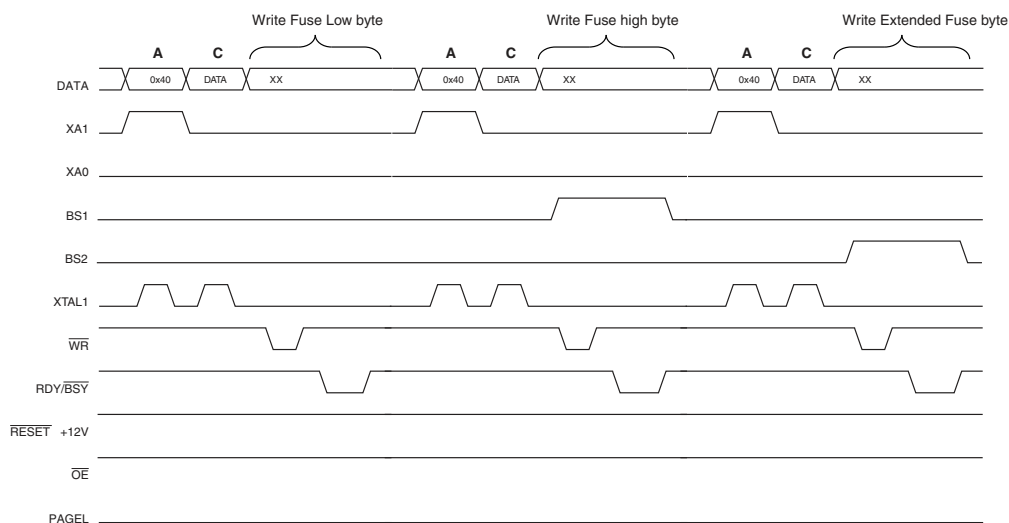 Write Fuse Low byte Write Fuse high byte Write Extended Fuse byte
A C A C A C
DATA 0x40 DATA XX 0x40 DATA XX 0x40 DATA XX
XA1
XA0
BS1
BS2
XTAL1
WR
RDY/BSY
RESET +12V
OE
PAGEL